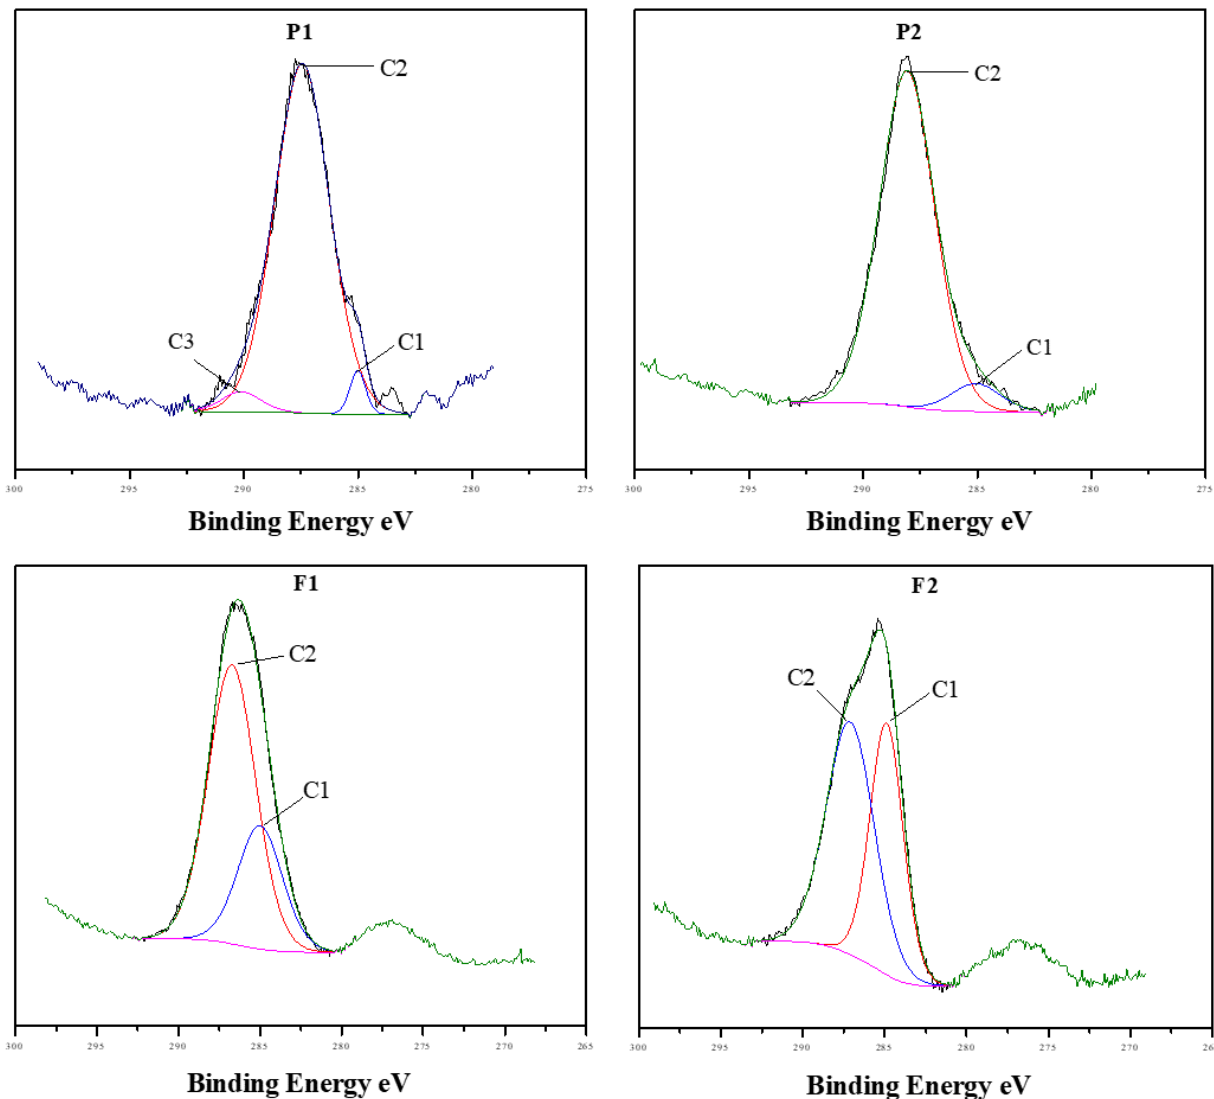 P1
C2
C3
C1
300 295 290 285 280 275
Binding Energy eV
P2
C2
C1
300 295 290 285 280 275
Binding Energy eV
F1
C2
C1
300 295 290 285 280 275 270 265
Binding Energy eV
F2
C2
C1
300 295 290 285 280 275 270 26
Binding Energy eV